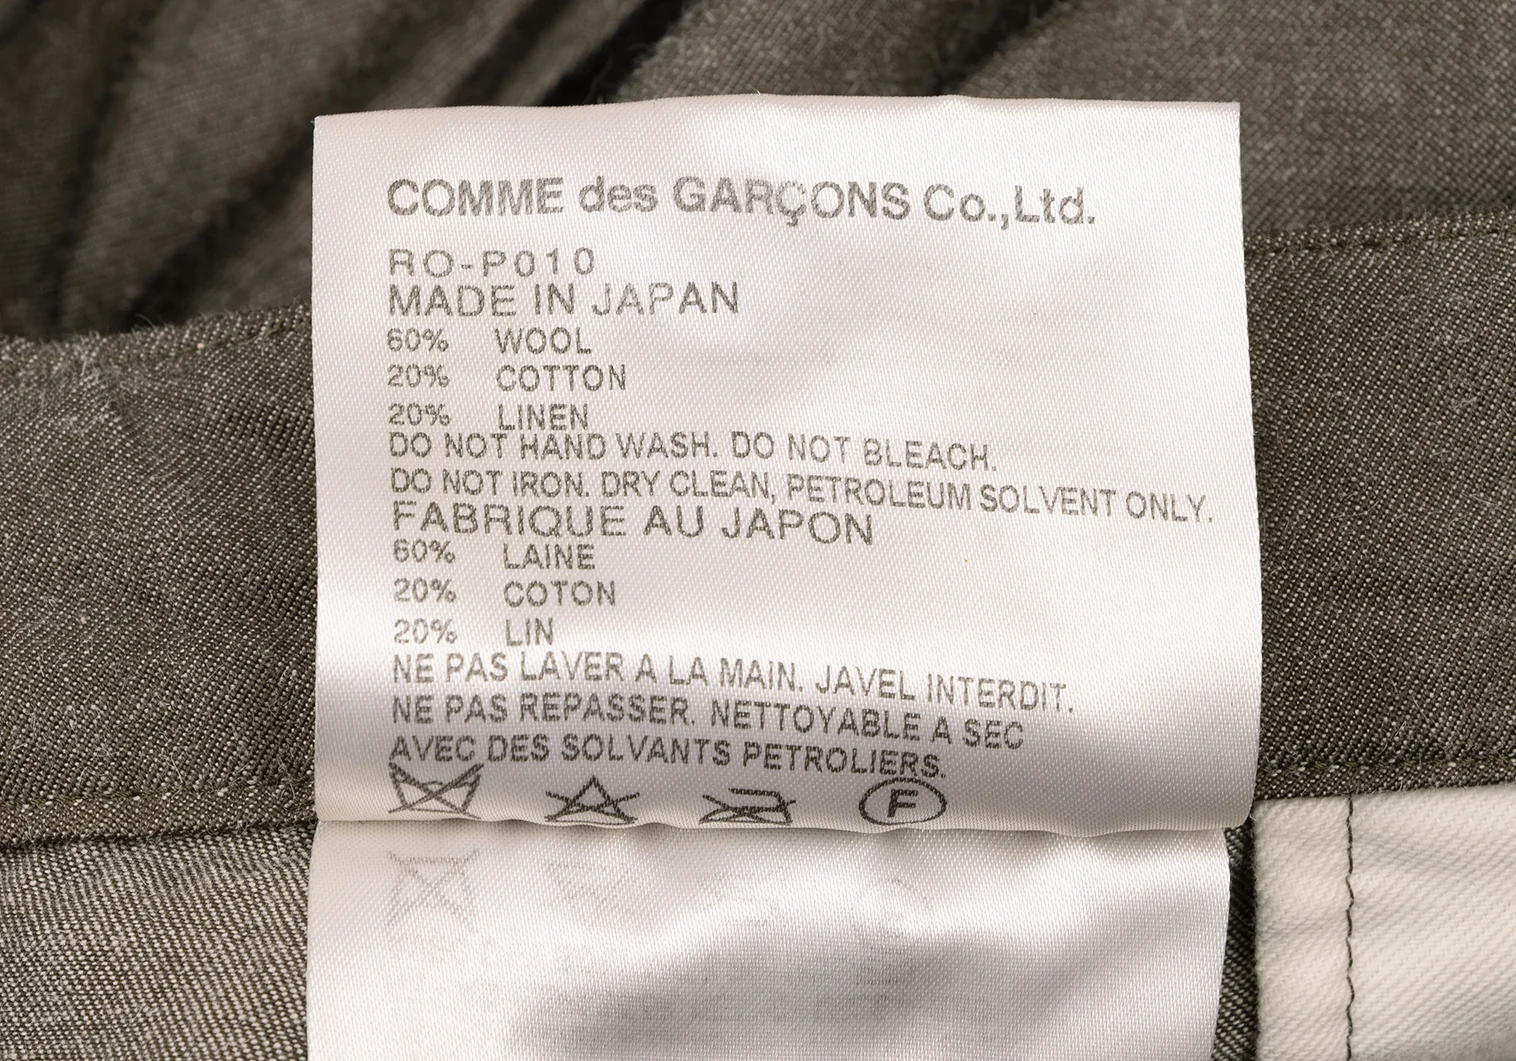 COMME des GARÇONS Co.,Ltd.
RO-P010
MADE IN JAPAN
60% WOOL
20% COTTON
20% LINEN
DO NOT HAND WASH. DO NOT BLEACH.
DO NOT IRON. DRY CLEAN, PETROLEUM SOLVENT ONLY.
FABRIQUE AU JAPON
60% LAINE
20% COTON
20% LIN
NE PAS LAVER A LA MAIN. JAVEL INTERDIT.
NE PAS REPASSER. NETTOYABLE A SEC
AVEC DES SOLVANTS PETROLIERS.
F